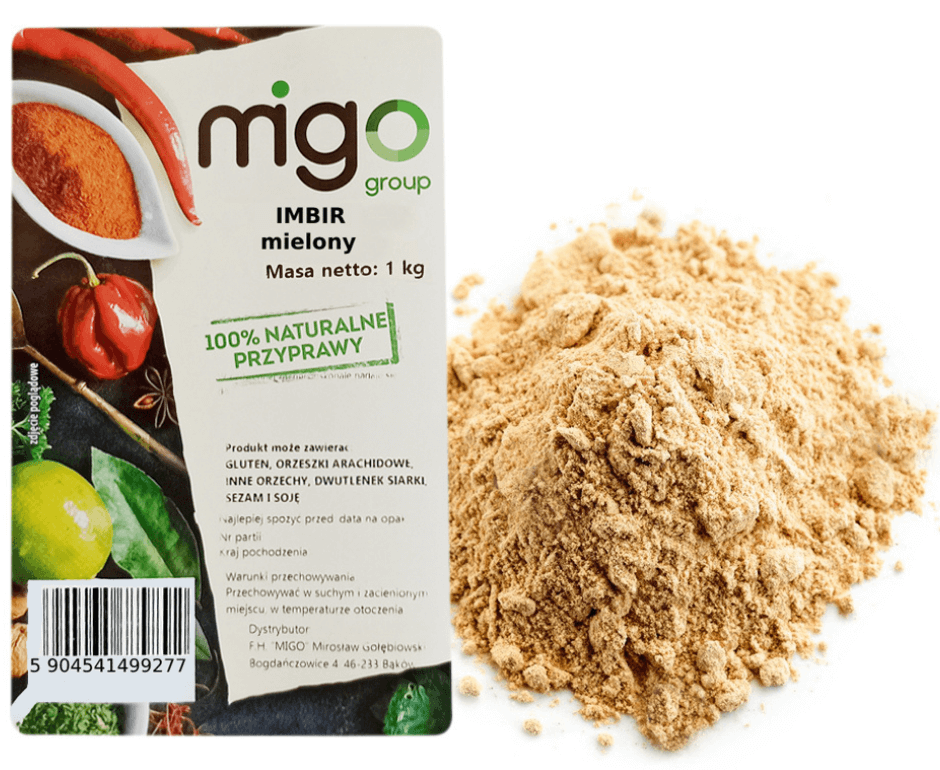 migo
group
IMBIR
mielony
Masa netto: 1 kg
100% NATURALNE
PRZYPRAWY
zdjęcie poglądowe
Produkt może zawierać
GLUTEN, ORZESZKI ARACHIDOWE,
INNE ORZECHY, DWUTLENEK SIARKI,
SEZAM I SOJĘ
Najlepiej spożyć przed: data na opak
Nr partii
Kraj pochodzenia
Warunki przechowywania
Przechowywać w suchym i zacienionym
miejscu, w temperaturze otoczenia
Dystrybutor
F.H. "MIGO" Mirosław Gołębiowski
Bogdańczowice 4 46-233 Bąków
5 904541499277